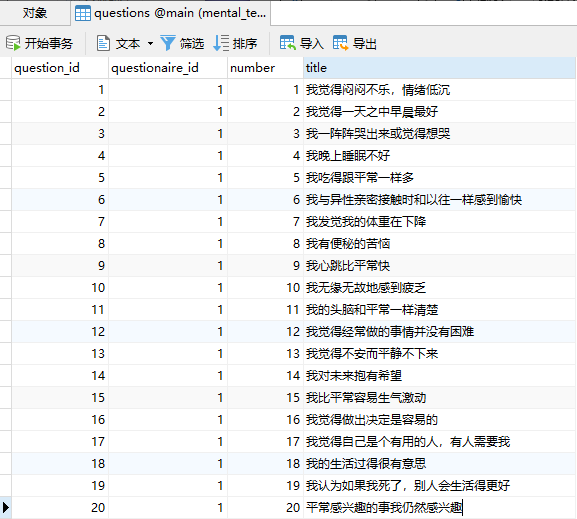 对象 questions @main (mental_te...
开始事务 文本 筛选 排序 导入 导出
question_id questionaire_id number title
1 1 1 我觉得闷闷不乐，情绪低沉
2 1 2 我觉得一天之中早晨最好
3 1 3 我一阵阵哭出来或觉得想哭
4 1 4 我晚上睡眠不好
5 1 5 我吃得跟平常一样多
6 1 6 我与异性亲密接触时和以往一样感到愉快
7 1 7 我发觉我的体重在下降
8 1 8 我有便秘的苦恼
9 1 9 我心跳比平常快
10 1 10 我无缘无故地感到疲乏
11 1 11 我的头脑和平常一样清楚
12 1 12 我觉得经常做的事情并没有困难
13 1 13 我觉得不安而平静不下来
14 1 14 我对未来抱有希望
15 1 15 我比平常容易生气激动
16 1 16 我觉得做出决定是容易的
17 1 17 我觉得自己是个有用的人，有人需要我
18 1 18 我的生活过得很有意思
19 1 19 我认为如果我死了，别人会生活得更好
20 1 20 平常感兴趣的事我仍然感兴趣